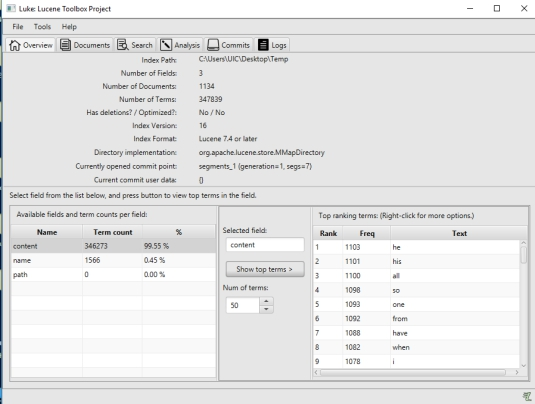 Luke: Lucene Toolbox Project
File Tools Help
Overview Documents Search Analysis Commits Logs
Index Path: C:\Users\UIC\Desktop\Temp
Number of Fields: 3
Number of Documents: 1134
Number of Terms: 347839
Has deletions? / Optimized?: No / No
Index Version: 16
Index Format: Lucene 7.4 or later
Directory implementation: org.apache.lucene.store.MMapDirectory
Currently opened commit point: segments_1 (generation=1, segs=7)
Current commit user data: {}
Select field from the list below, and press button to view top terms in the field.
Available fields and term counts per field:
Name Term count %
content 346273 99.55 %
name 1566 0.45 %
path 0 0.00 %
Selected field:
content
Show top terms >
Num of terms:
50
Top ranking terms: (Right-click for more options.)
Rank Freq Text
1 1103 he
2 1101 his
3 1100 all
4 1098 so
5 1093 one
6 1092 from
7 1088 have
8 1082 when
9 1078 i